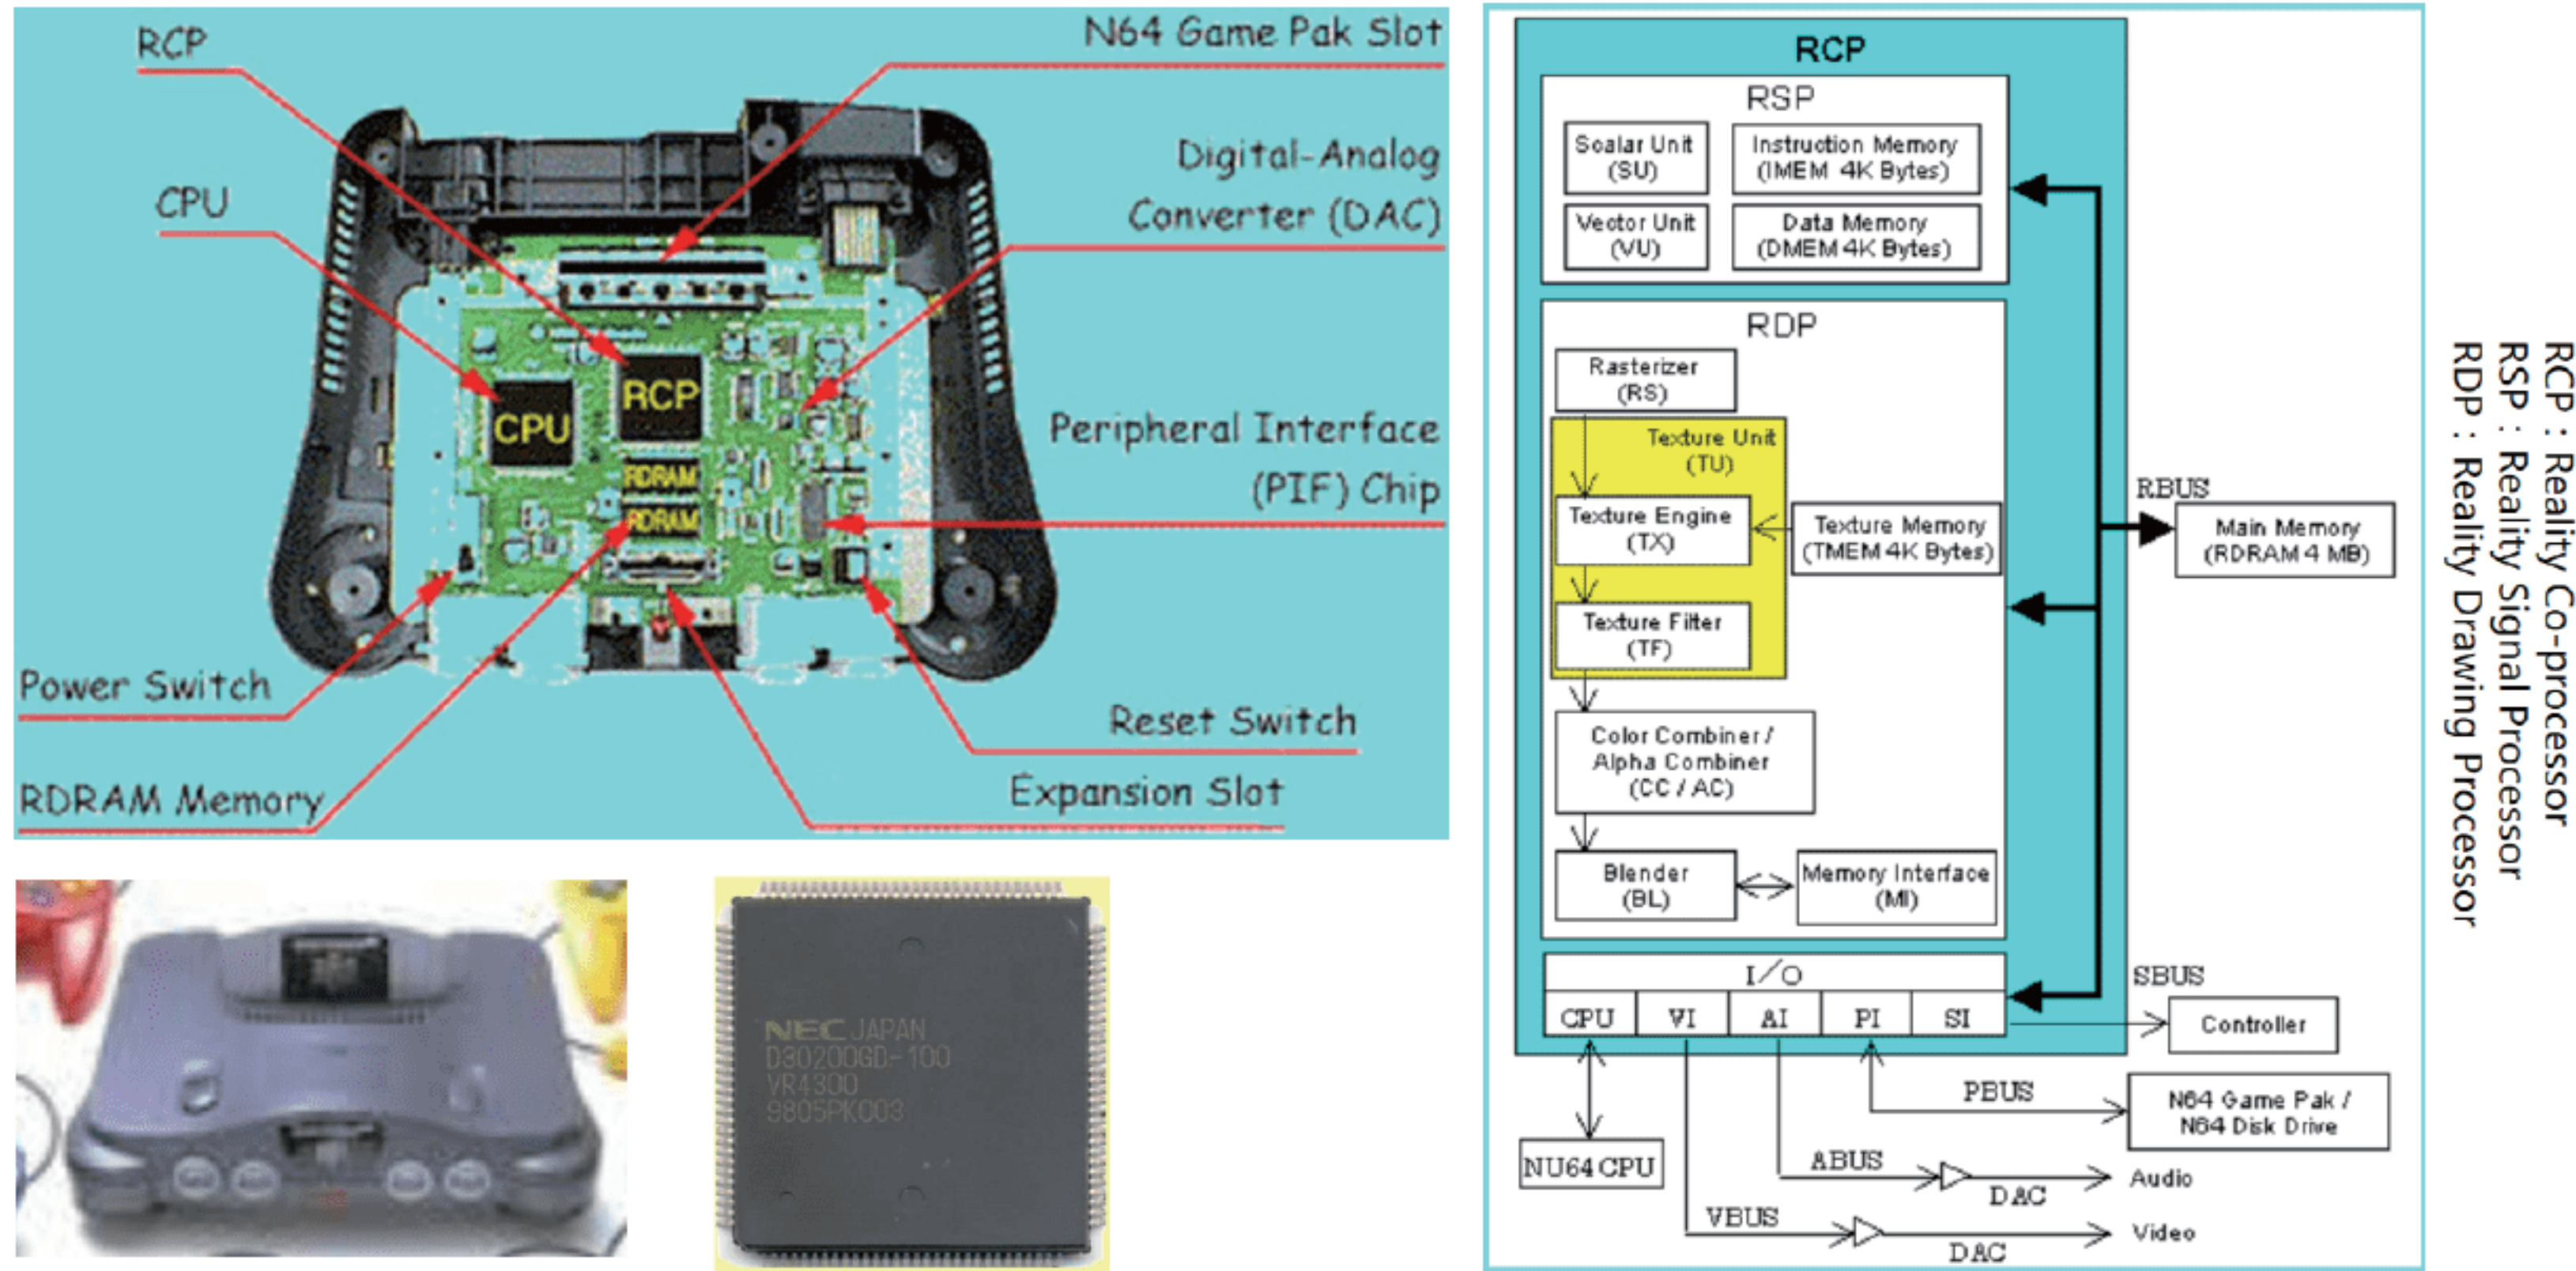 RCP
N64 Game Pak Slot
Digital-Analog
Converter (DAC)
CPU
Peripheral Interface
(PIF) Chip
CPU
RCP
RDRAM
RDRAM
Power Switch
Reset Switch
RDRAM Memory
Expansion Slot
NEC JAPAN
D30200GD-100
VR4300
9805PK003
RCP
RSP
Scalar Unit
(SU)
Instruction Memory
(IMEM 4K Bytes)
Vector Unit
(VU)
Data Memory
(DMEM 4K Bytes)
RDP
Rasterizer
(RS)
Texture Unit
(TU)
Texture Engine
(TX)
Texture Memory
(TMEM 4K Bytes)
Texture Filter
(TF)
Color Combiner /
Alpha Combiner
(CC / AC)
Blender
(BL)
Memory Interface
(MI)
I/O
CPU VI AI PI SI
RBUS
Main Memory
(RDRAM 4 MB)
SBUS
Controller
PBUS
N64 Game Pak /
N64 Disk Drive
NU64 CPU
ABUS
DAC
Audio
VBUS
DAC
Video
RCP : Reality Co-processor
RSP : Reality Signal Processor
RDP : Reality Drawing Processor